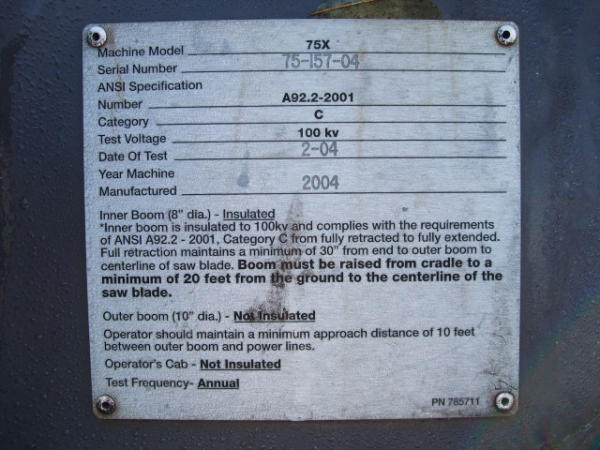 Machine Model 75X
Serial Number 75-157-04
ANSI Specification
Number A92.2-2001
Category C
Test Voltage 100 kv
Date Of Test 2-04
Year Machine
Manufactured 2004
Inner Boom (8" dia.) - Insulated
*Inner boom is insulated to 100kv and complies with the requirements
of ANSI A92.2 - 2001, Category C from fully retracted to fully extended.
Full retraction maintains a minimum of 30" from end to outer boom to
centerline of saw blade. Boom must be raised from cradle to a
minimum of 20 feet from the ground to the centerline of the
saw blade.
Outer boom (10" dia.) - Not Insulated
Operator should maintain a minimum approach distance of 10 feet
between outer boom and power lines.
Operator's Cab - Not Insulated
Test Frequency- Annual
PN 785711